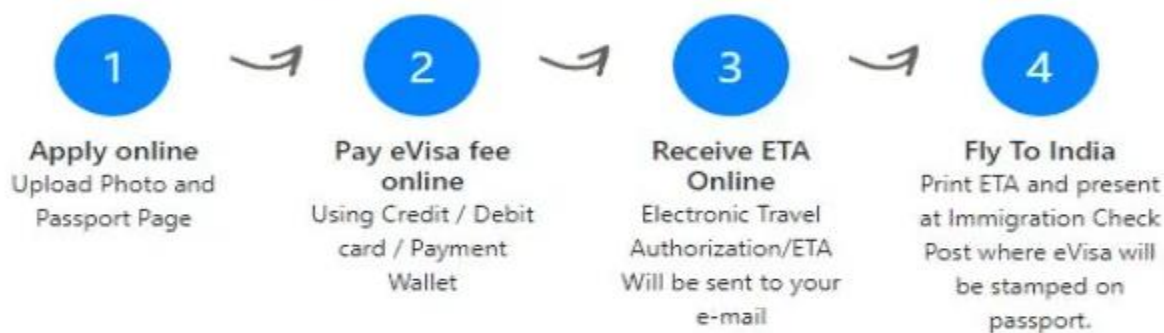 1
Apply online
Upload Photo and
Passport Page
2
Pay eVisa fee
online
Using Credit / Debit
card / Payment
Wallet
3
Receive ETA
Online
Electronic Travel
Authorization/ETA
Will be sent to your
e-mail
4
Fly To India
Print ETA and present
at Immigration Check
Post where eVisa will
be stamped on
passport.